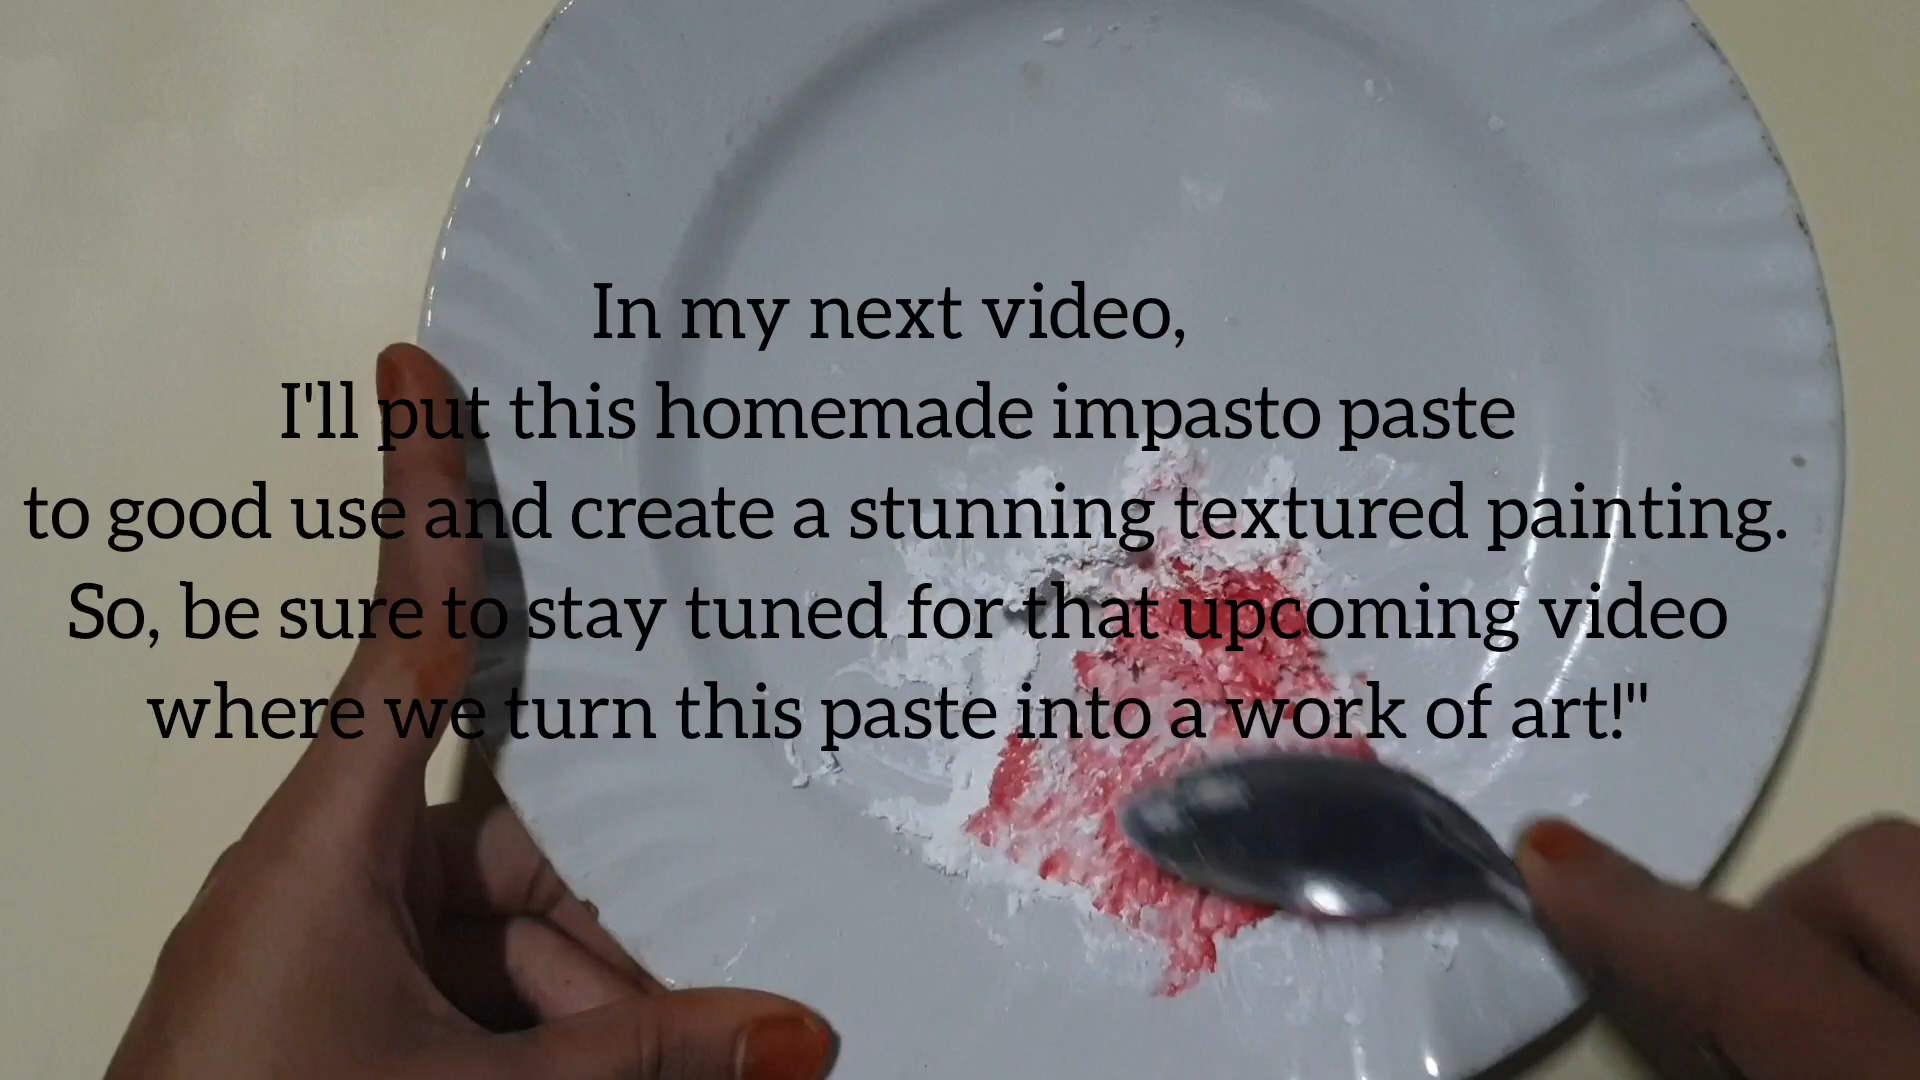 In my next video,
I'll put this homemade impasto paste
to good use and create a stunning textured painting.
So, be sure to stay tuned for that upcoming video
where we turn this paste into a work of art!"